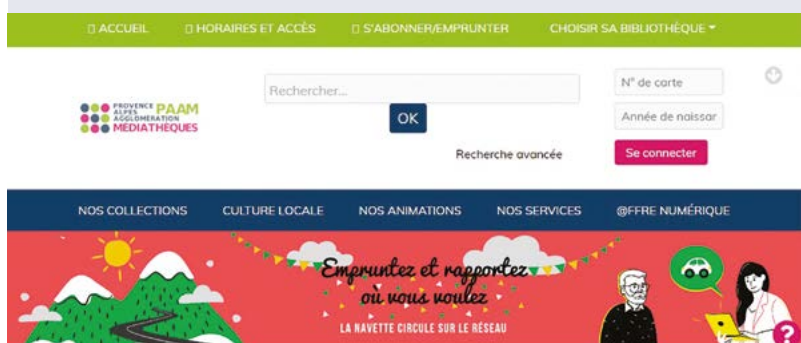 ACCUEIL HORAIRES ET ACCÈS S'ABONNER/EMPRUNTER CHOISIR SA BIBLIOTHÈQUE
Rechercher...
OK
Recherche avancée
N° de carte
Année de naissar
Se connecter
PROVENCE
ALPES
AGGLOMÉRATION
PAAM
MÉDIATHÈQUES
NOS COLLECTIONS CULTURE LOCALE NOS ANIMATIONS NOS SERVICES @FFRE NUMÉRIQUE
Empruntez et rapportez
où vous voulez
LA NAVETTE CIRCULE SUR LE RÉSEAU
?